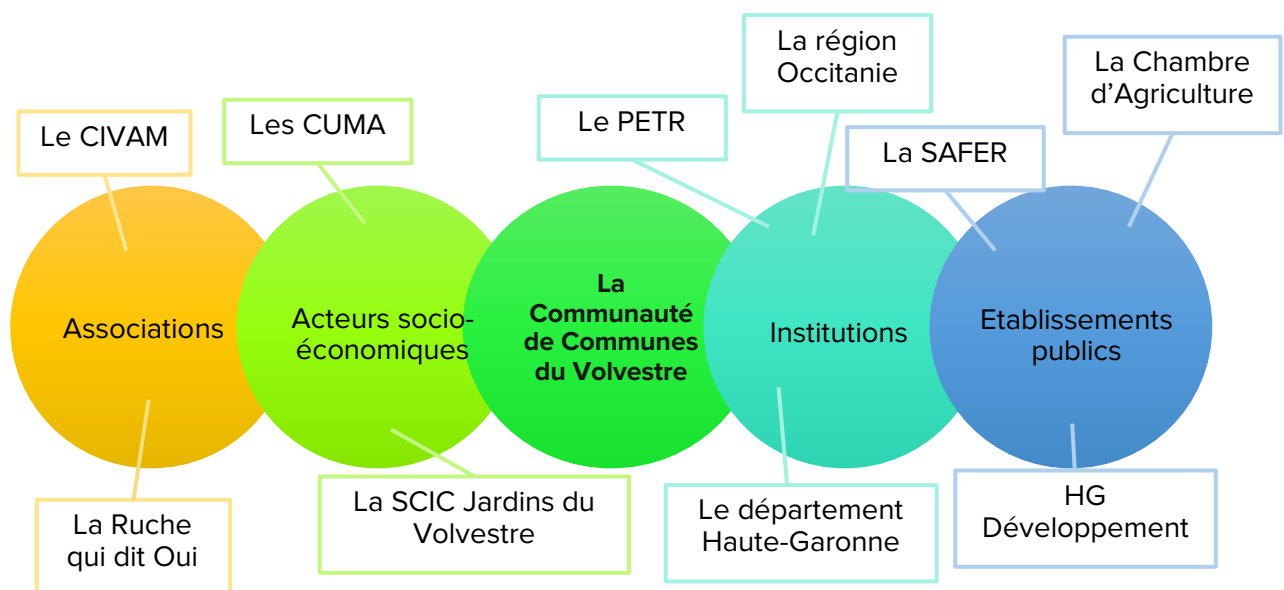 Le CIVAM
Les CUMA
Le PETR
La région
Occitanie
La SAFER
La Chambre
d’Agriculture
Associations
Acteurs socio-
économiques
La
Communauté
de Communes
du Volvestre
Institutions
Etablissements
publics
La Ruche
qui dit Oui
La SCIC Jardins du
Volvestre
Le département
Haute-Garonne
HG
Développement